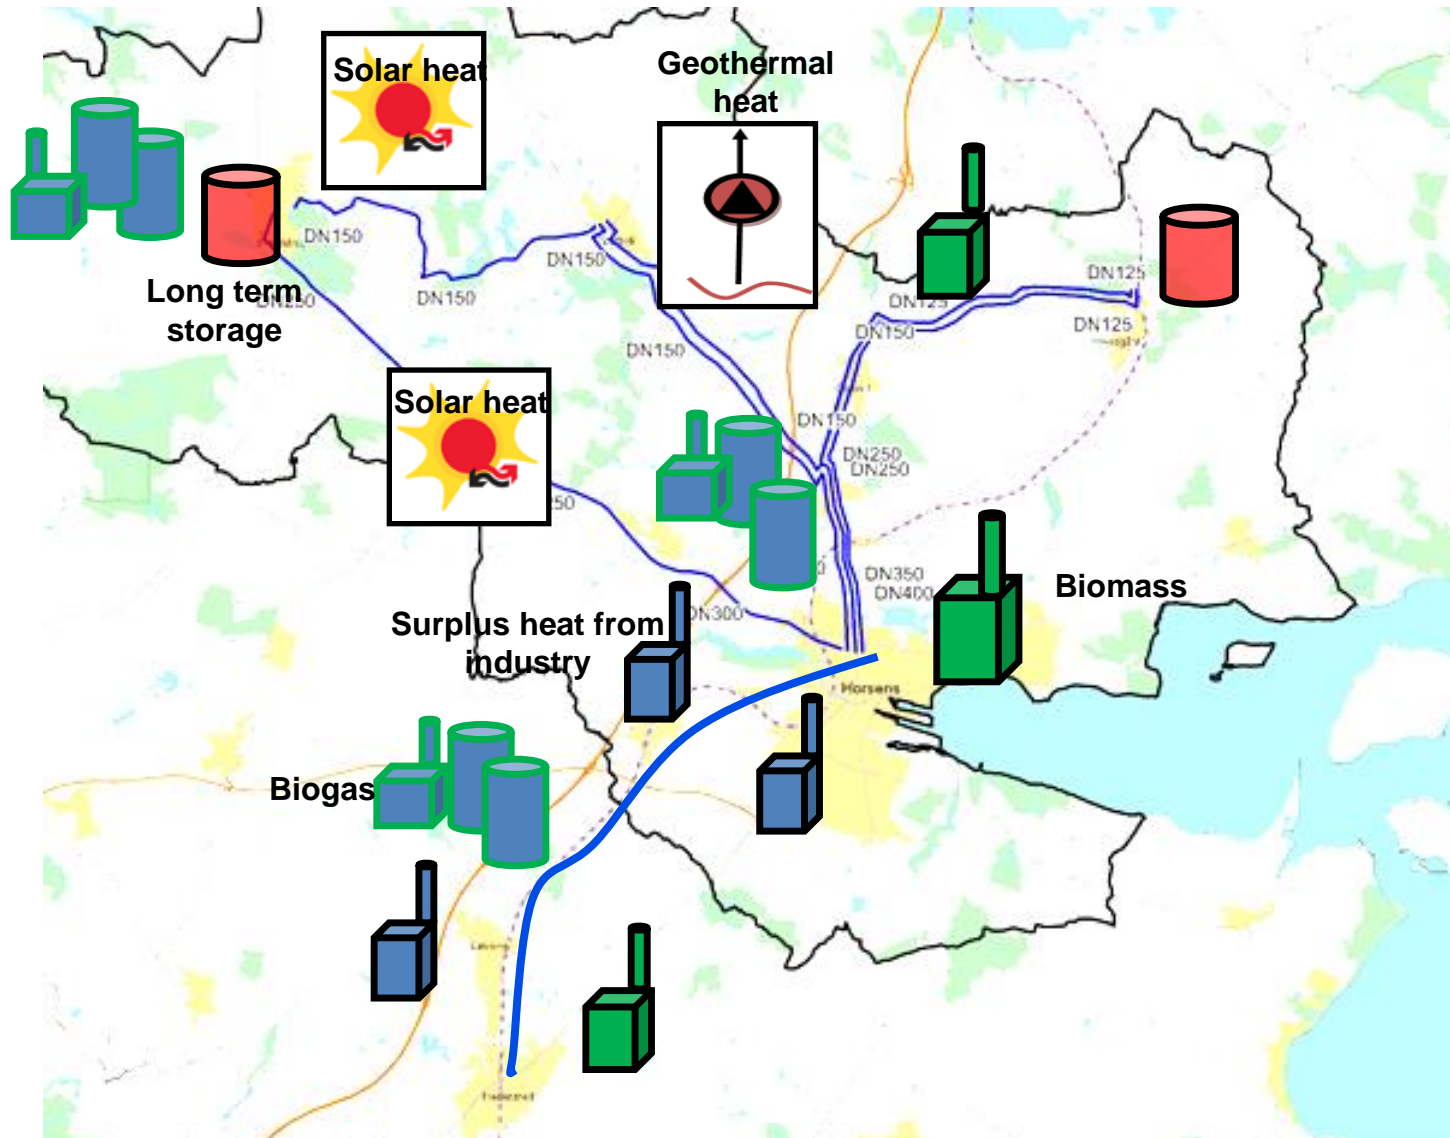 Solar heat
Geothermal
heat
DN150
DN150
DN150
Long term
storage
DN125
DN125
DN125
DN150
DN150
Solar heat
DN150
DN250
DN250
DN350
DN400
DN300
Biomass
Surplus heat from
industry
Horsens
Biogas